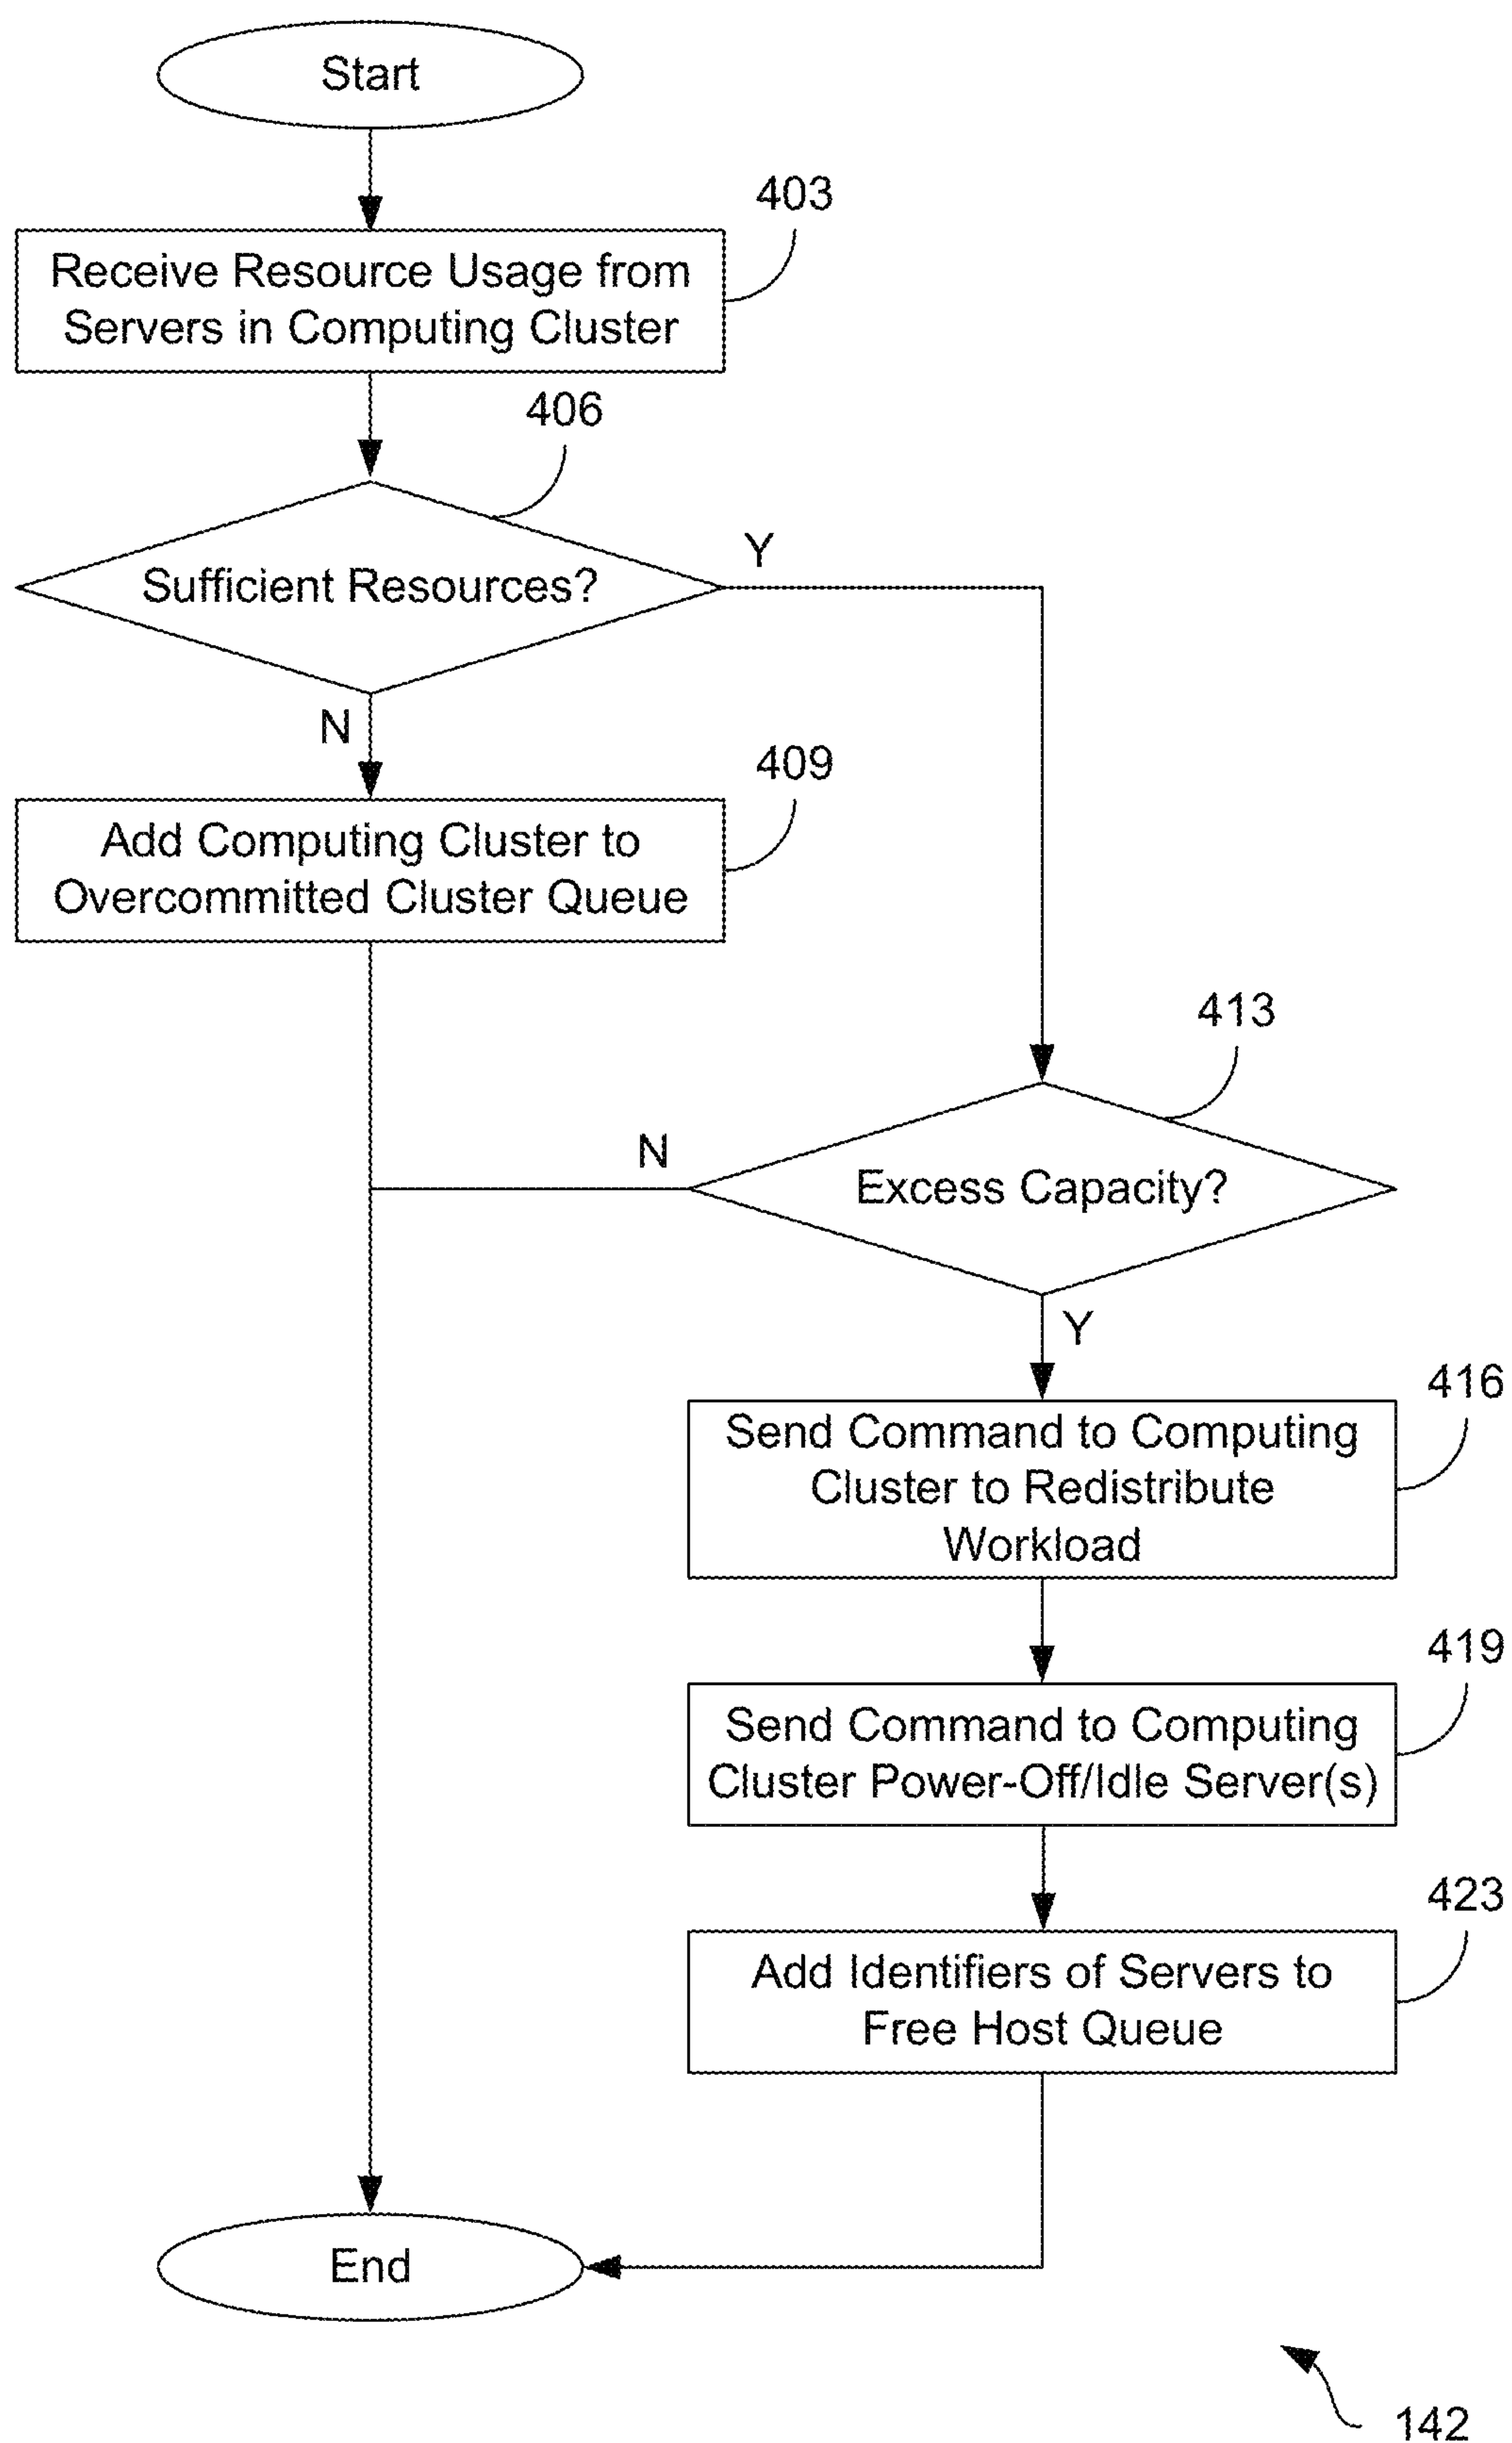 Start
403
Receive Resource Usage from
Servers in Computing Cluster
406
Sufficient Resources?
Y
N
409
Add Computing Cluster to
Overcommitted Cluster Queue
413
N
Excess Capacity?
Y
416
Send Command to Computing
Cluster to Redistribute
Workload
419
Send Command to Computing
Cluster Power-Off/Idle Server(s)
423
Add Identifiers of Servers to
Free Host Queue
End
142